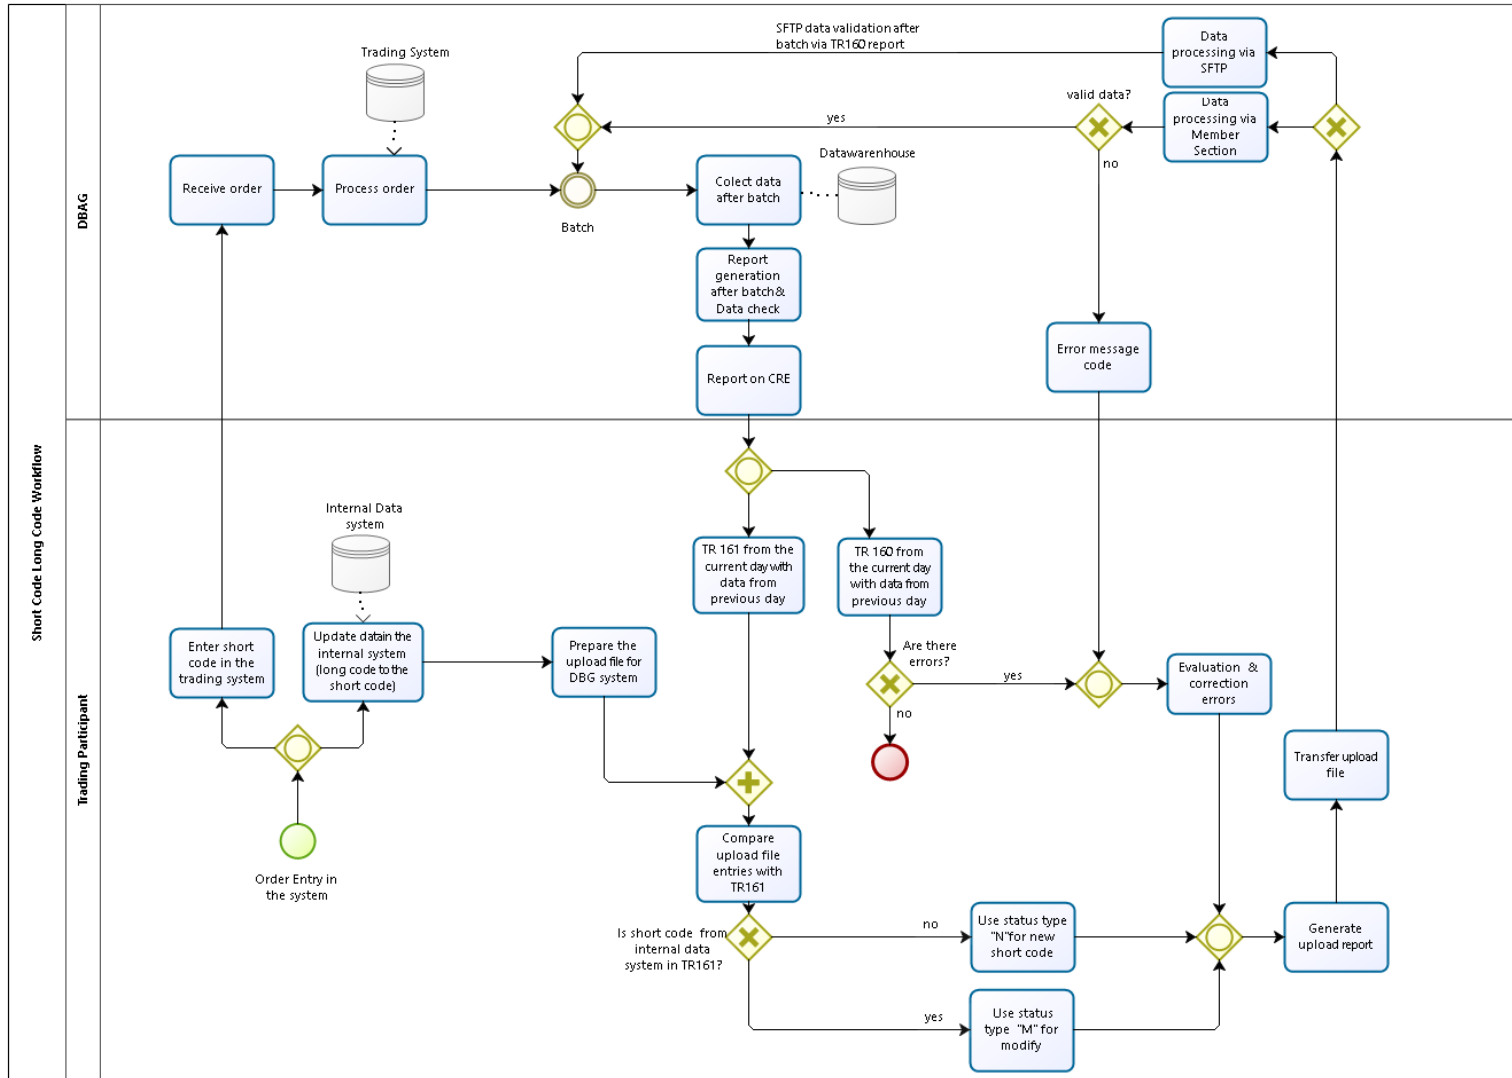 Short Code Long Code Workflow
DBAG
Trading Participant
SFTP data validation after
batch via TR160 report
Data
processing via
SFTP
Trading System
valid data?
Data
processing via
Member
Section
yes
no
Datawarenhouse
Receive order
Process order
Batch
Colect data
after batch
Report
generation
after batch&
Data check
Error message
code
Report on CRE
Internal Data
system
TR 161 from the
current day with
data from
previous day
TR 160 from
the current day
with data from
previous day
Enter short
code in the
trading system
Update datain the
internal system
(long code to the
short code)
Prepare the
upload file for
DBG system
Are there
errors?
yes
no
Evaluation & 
correction
errors
Transfer upload
file
Order Entry in
the system
Compare
upload file
entries with
TR161
Is short code from
internal data
system in TR161?
no
Use status type
"N"for new
short code
Generate
upload report
yes
Use status
type "M" for
modify